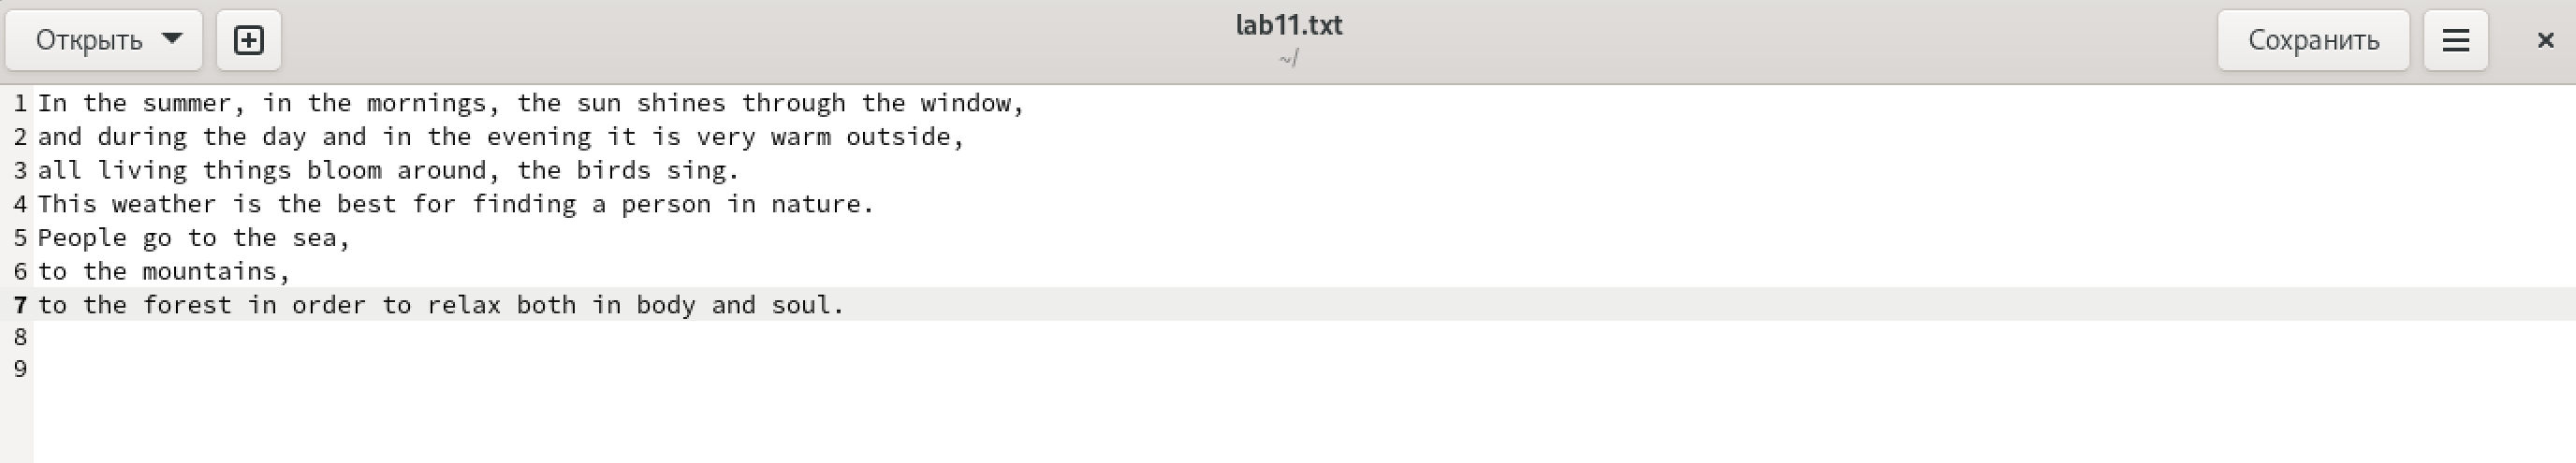 Открыть
lab11.txt
~/
Сохранить
1 In the summer, in the mornings, the sun shines through the window,
2 and during the day and in the evening it is very warm outside,
3 all living things bloom around, the birds sing.
4 This weather is the best for finding a person in nature.
5 People go to the sea,
6 to the mountains,
7 to the forest in order to relax both in body and soul.
8
9